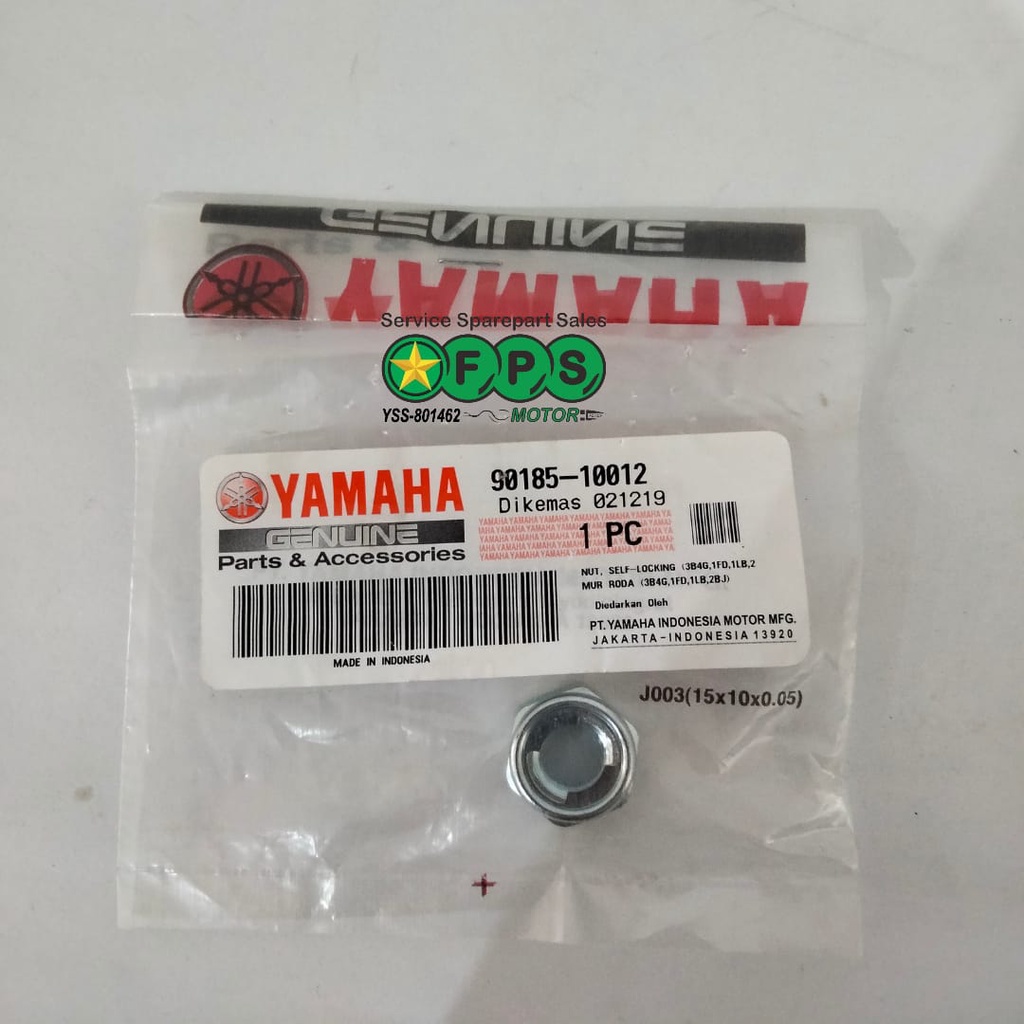 GENUINE
YAMAHA
Service Sparepart Sales
FPS
YSS-801462 MOTOR
YAMAHA
GENUINE
Parts & Accessories
90185-10012
Dikemas 021219
1 PC
NUT, SELF-LOCKING (3B4G,1FD,1LB,2
MUR RODA (3B4G,1FD,1LB,2BJ)
Diedarkan Oleh
PT. YAMAHA INDONESIA MOTOR MFG.
JAKARTA-INDONESIA 13920
MADE IN INDONESIA
J003(15x10x0.05)